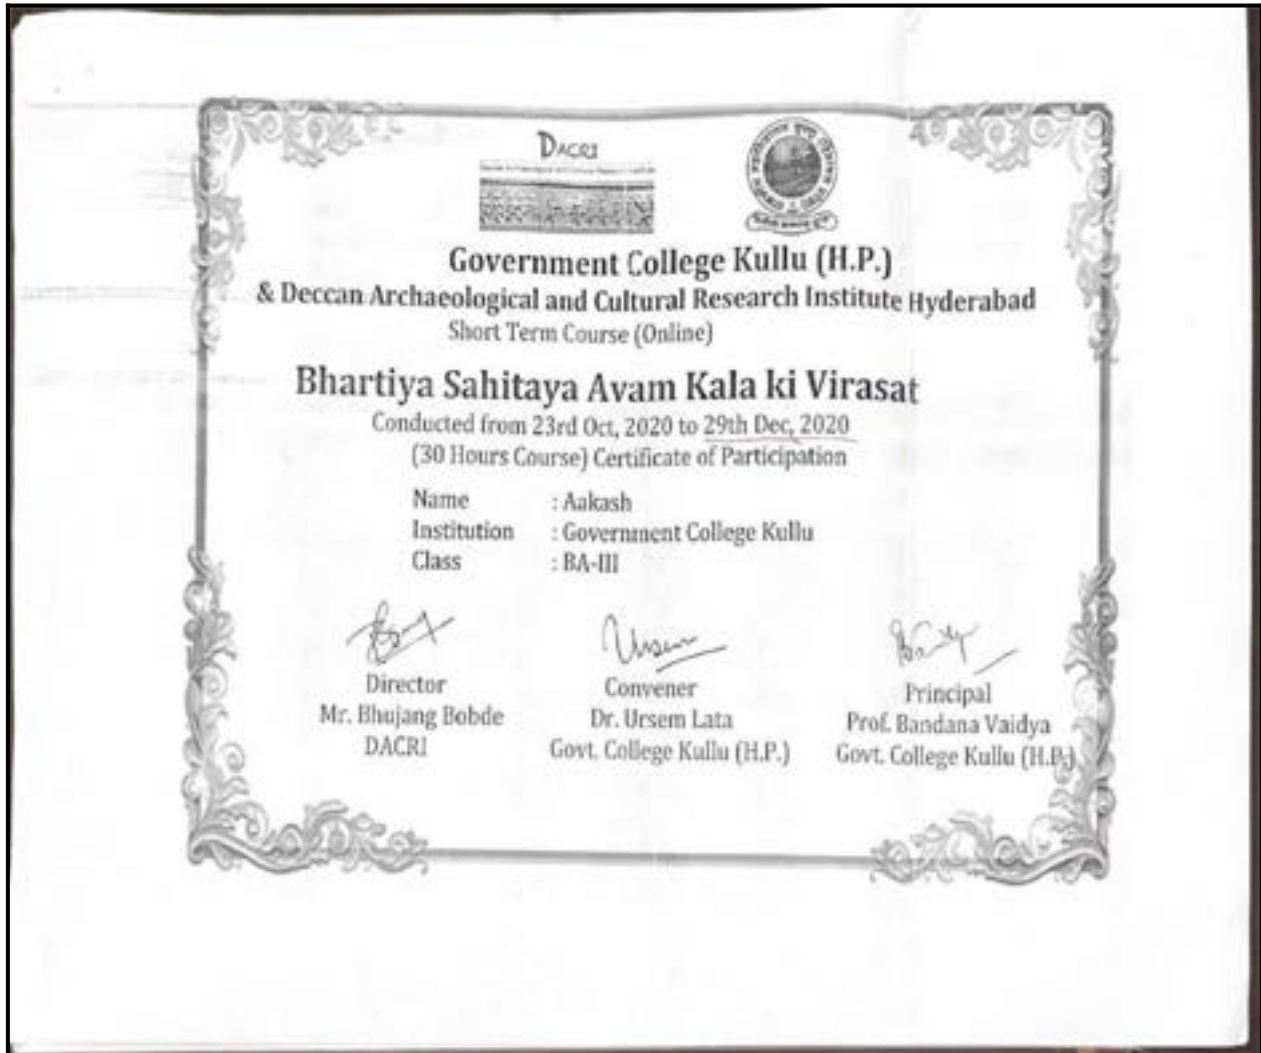 DACRI
Government College Kullu (H.P.)
& Deccan Archaeological and Cultural Research Institute Hyderabad
Short Term Course (Online)
Bhartiya Sahitaya Avam Kala ki Virasat
Conducted from 23rd Oct, 2020 to 29th Dec, 2020
(30 Hours Course) Certificate of Participation
Name : Aakash
Institution : Government College Kullu
Class : BA-III
Ursem
Director
Mr. Bhujang Bobde
DACRI
Convener
Dr. Ursem Lata
Govt. College Kullu (H.P.)
Principal
Prof. Bandana Vaidya
Govt. College Kullu (H.P.)